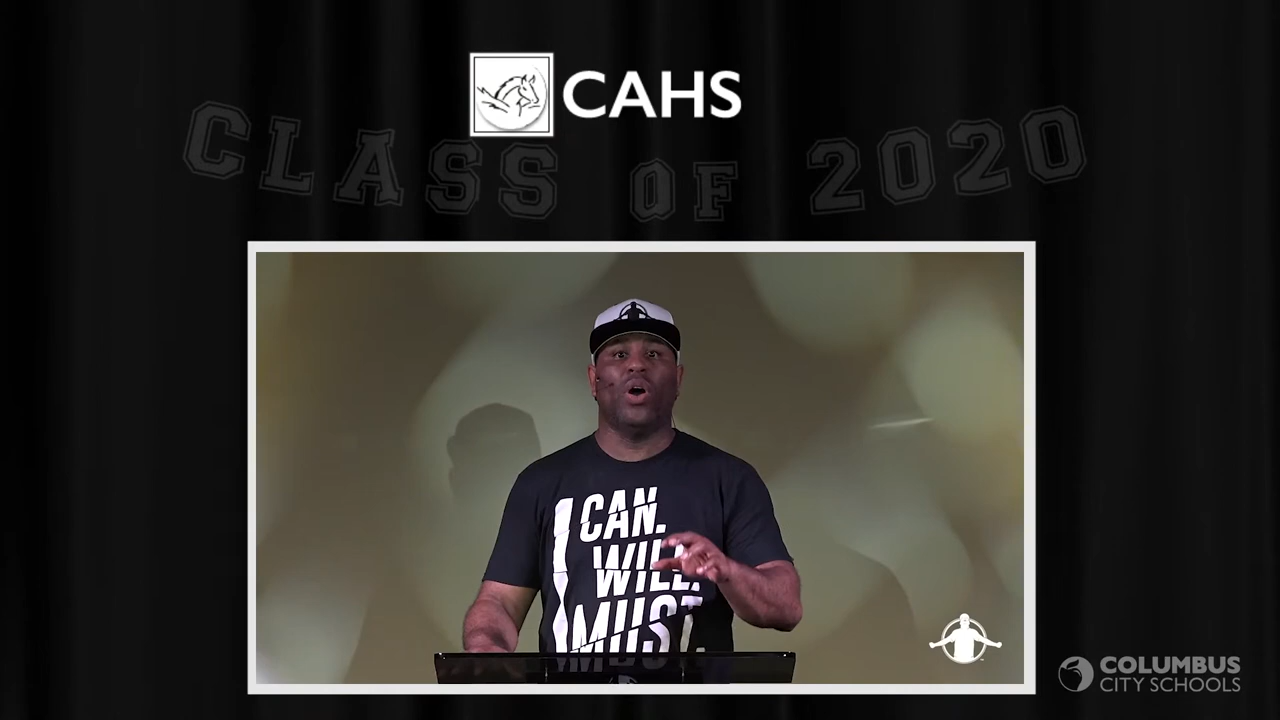 CAHS
CLASS OF 2020
I CAN.
WILL.
MUST.
COLUMBUS
CITY SCHOOLS